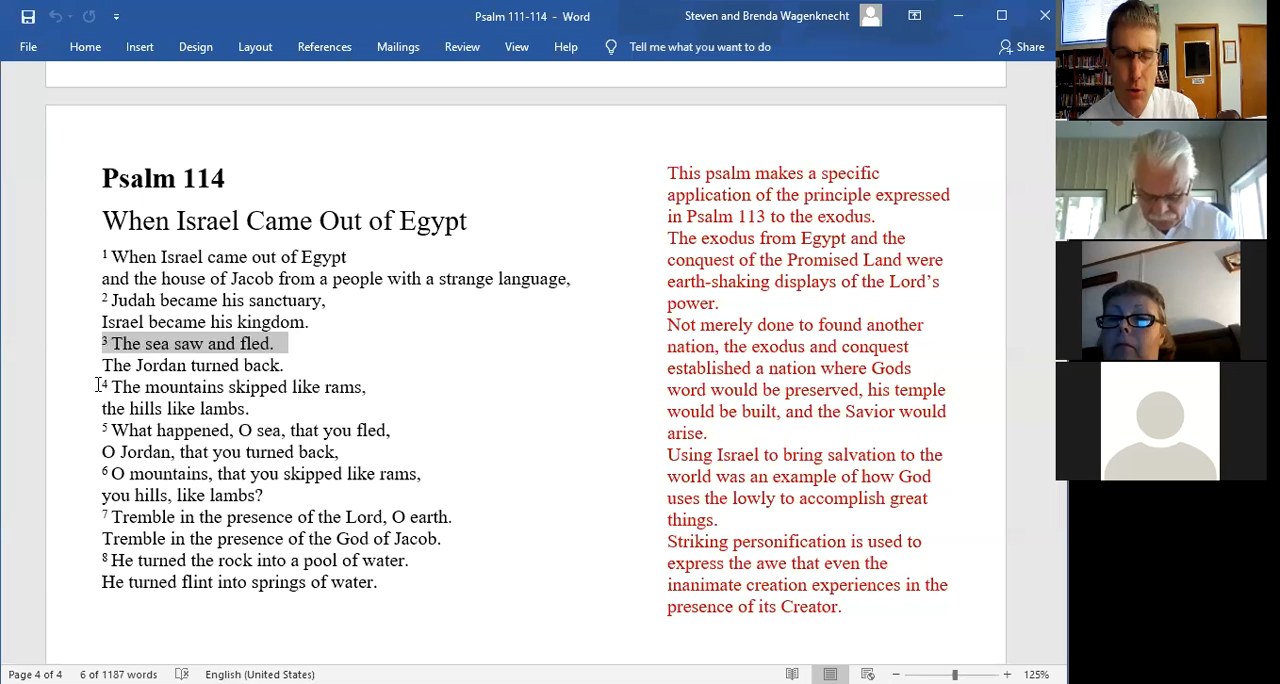 Psalm 111-114 - Word
Steven and Brenda Wagenknecht
File Home Insert Design Layout References Mailings Review View Help Tell me what you want to do Share
Psalm 114
When Israel Came Out of Egypt
1 When Israel came out of Egypt
and the house of Jacob from a people with a strange language,
2 Judah became his sanctuary,
Israel became his kingdom.
3 The sea saw and fled.
The Jordan turned back.
4 The mountains skipped like rams,
the hills like lambs.
5 What happened, O sea, that you fled,
O Jordan, that you turned back,
6 O mountains, that you skipped like rams,
you hills, like lambs?
7 Tremble in the presence of the Lord, O earth.
Tremble in the presence of the God of Jacob.
8 He turned the rock into a pool of water.
He turned flint into springs of water.
This psalm makes a specific
application of the principle expressed
in Psalm 113 to the exodus.
The exodus from Egypt and the
conquest of the Promised Land were
earth-shaking displays of the Lord's
power.
Not merely done to found another
nation, the exodus and conquest
established a nation where Gods
word would be preserved, his temple
would be built, and the Savior would
arise.
Using Israel to bring salvation to the
world was an example of how God
uses the lowly to accomplish great
things.
Striking personification is used to
express the awe that even the
inanimate creation experiences in the
presence of its Creator.
Page 4 of 4 6 of 1187 words English (United States) 125%